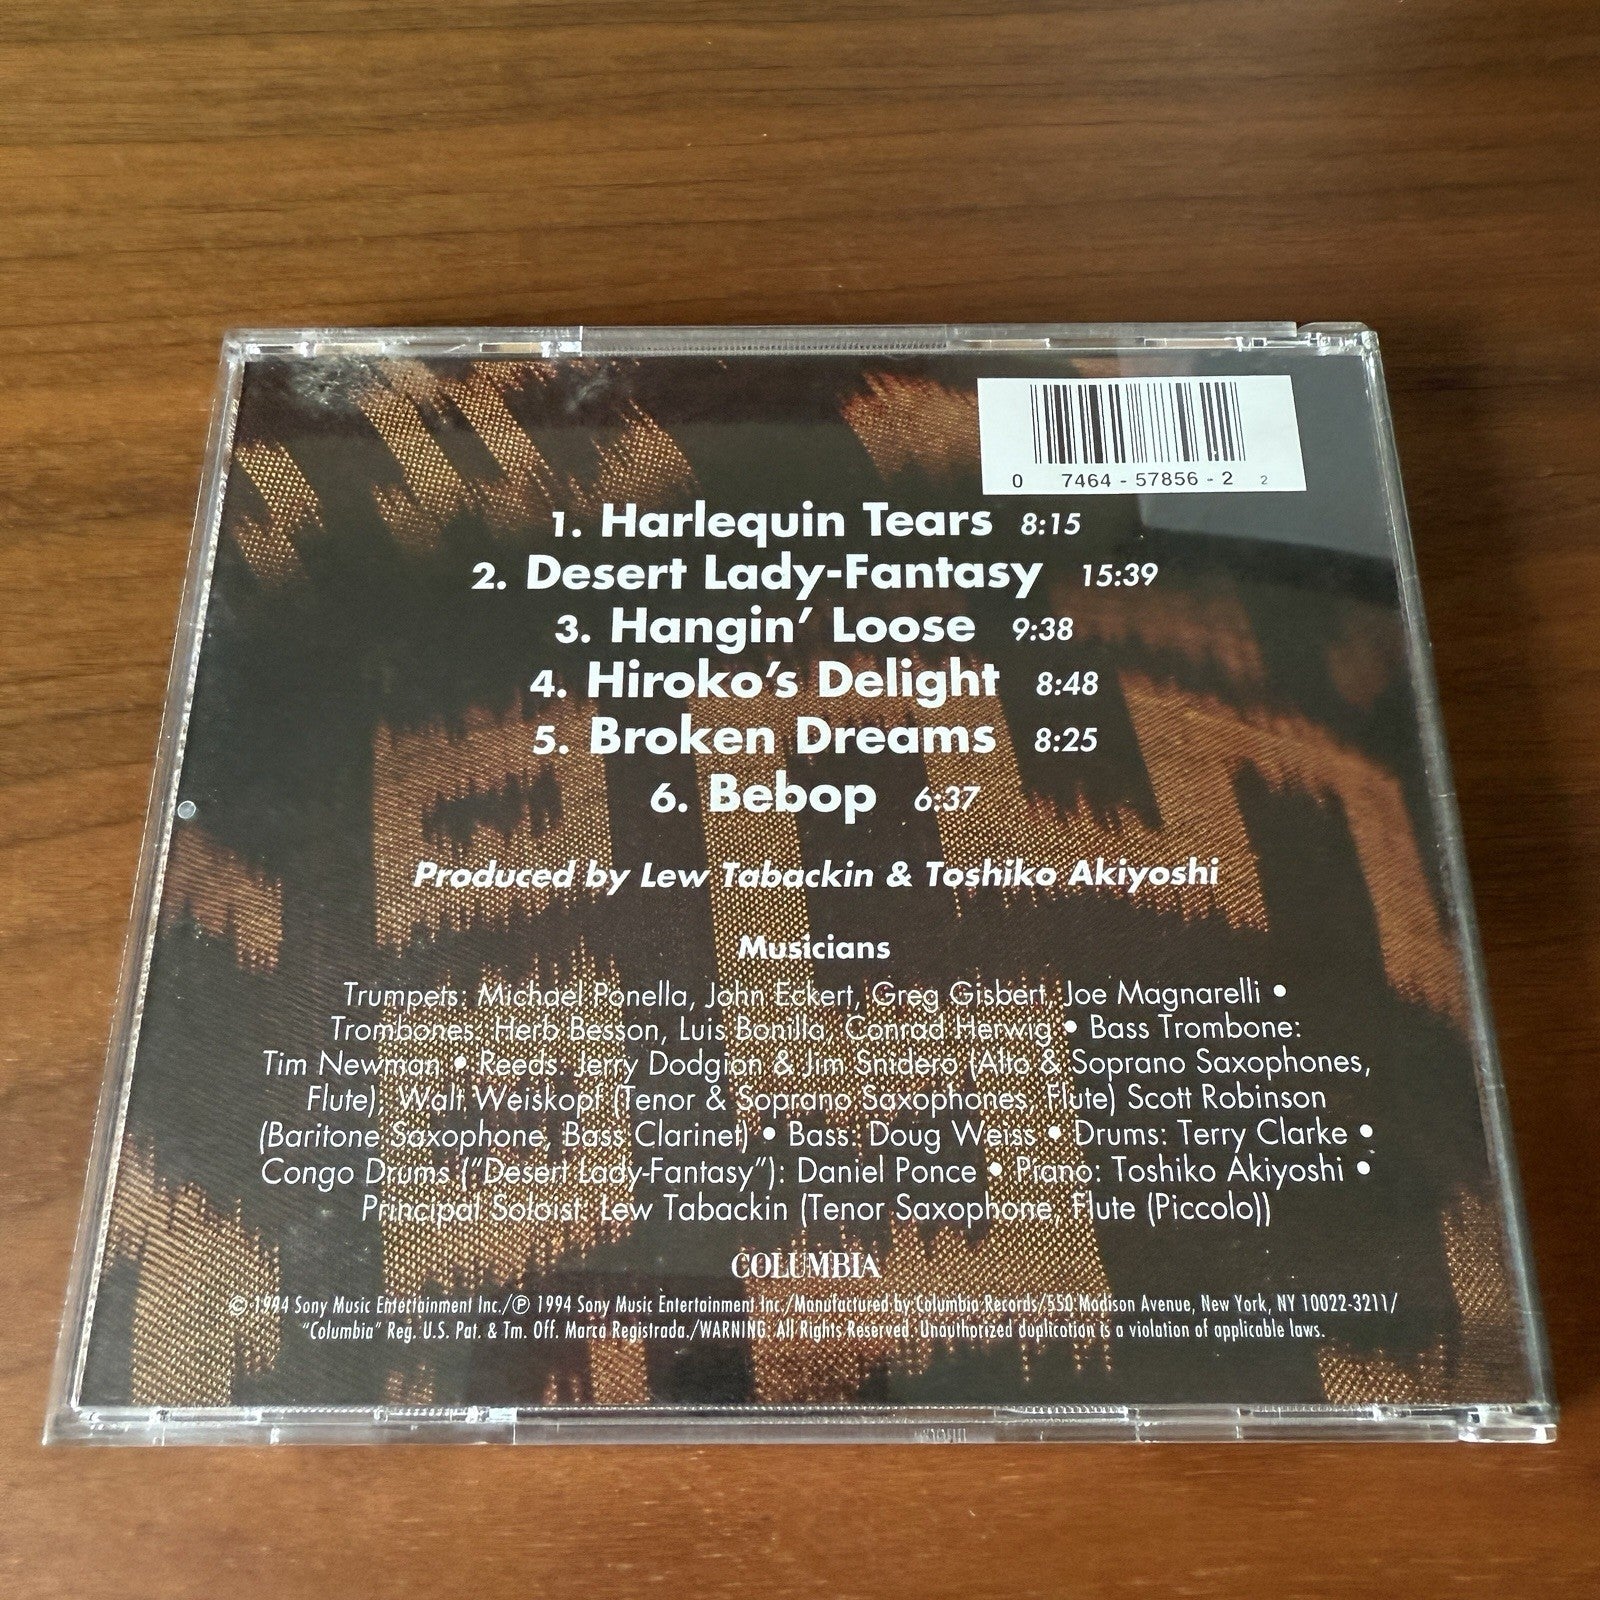 0 7464 - 57856 - 2 2
1. Harlequin Tears 8:15
2. Desert Lady-Fantasy 15:39
3. Hangin' Loose 9:38
4. Hiroko's Delight 8:48
5. Broken Dreams 8:25
6. Bebop 6:37
Produced by Lew Tabackin & Toshiko Akiyoshi
Musicians
Trumpets: Michael Ponella, John Eckert, Greg Gisbert, Joe Magnarelli •
Trombones: Herb Besson, Luis Bonilla, Conrad Herwig • Bass Trombone:
Tim Newman • Reeds: Jerry Dodgion & Jim Snidero (Alto & Soprano Saxophones,
Flute), Walt Weiskopf (Tenor & Soprano Saxophones, Flute) Scott Robinson
(Baritone Saxophone, Bass Clarinet) • Bass: Doug Weiss • Drums: Terry Clarke •
Congo Drums ("Desert Lady-Fantasy"): Daniel Ponce • Piano: Toshiko Akiyoshi •
Principal Soloist: Lew Tabackin (Tenor Saxophone, Flute (Piccolo))
COLUMBIA
© 1994 Sony Music Entertainment Inc./℗ 1994 Sony Music Entertainment Inc./Manufactured by Columbia Records/550 Madison Avenue, New York, NY 10022-3211/
"Columbia" Reg. U.S. Pat. & Tm. Off. Marca Registrada./WARNING: All Rights Reserved. Unauthorized duplication is a violation of applicable laws.